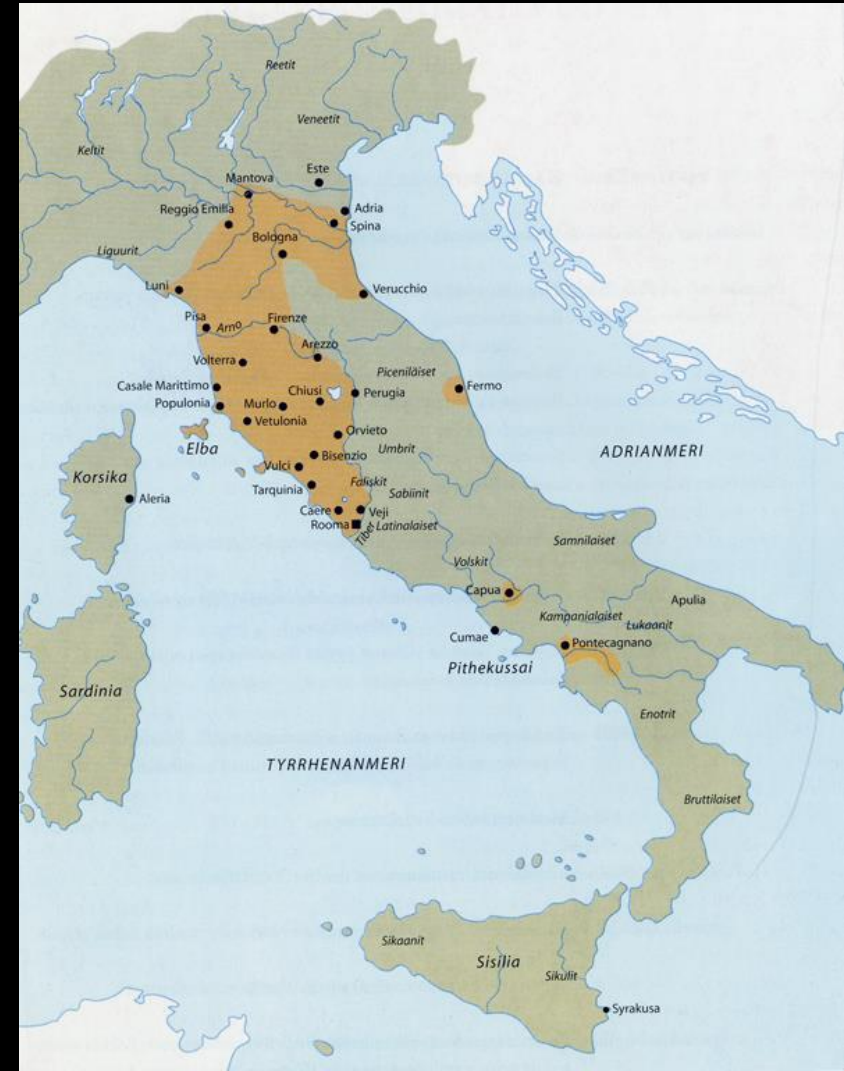 Reetit
Veneetit
Keltit
Este
Mantova
Adria
Reggio Emilia
Spina
Bologna
Liguurit
Luni
Verucchio
Pisa
Arno
Firenze
Arezzo
Volterra
Piceniläiset
Casale Marittimo
Chiusi
Perugia
Fermo
Populonia
Murlo
Vetulonia
Orvieto
Elba
Umbrit
ADRIANMERI
Bisenzio
Vulci
Korsika
Faliskit
Tarquinia
Sabiinit
Aleria
Caere
Veji
Rooma
Tiber
Latinalaiset
Samnilaiset
Volskit
Capua
Apulia
Kampanialaiset
Lukaanit
Cumae
Pontecagnano
Pithekussai
Sardinia
Enotrit
TYRRHENANMERI
Bruttilaiset
Sikaanit
Sisilia
Sikulit
Syrakusa